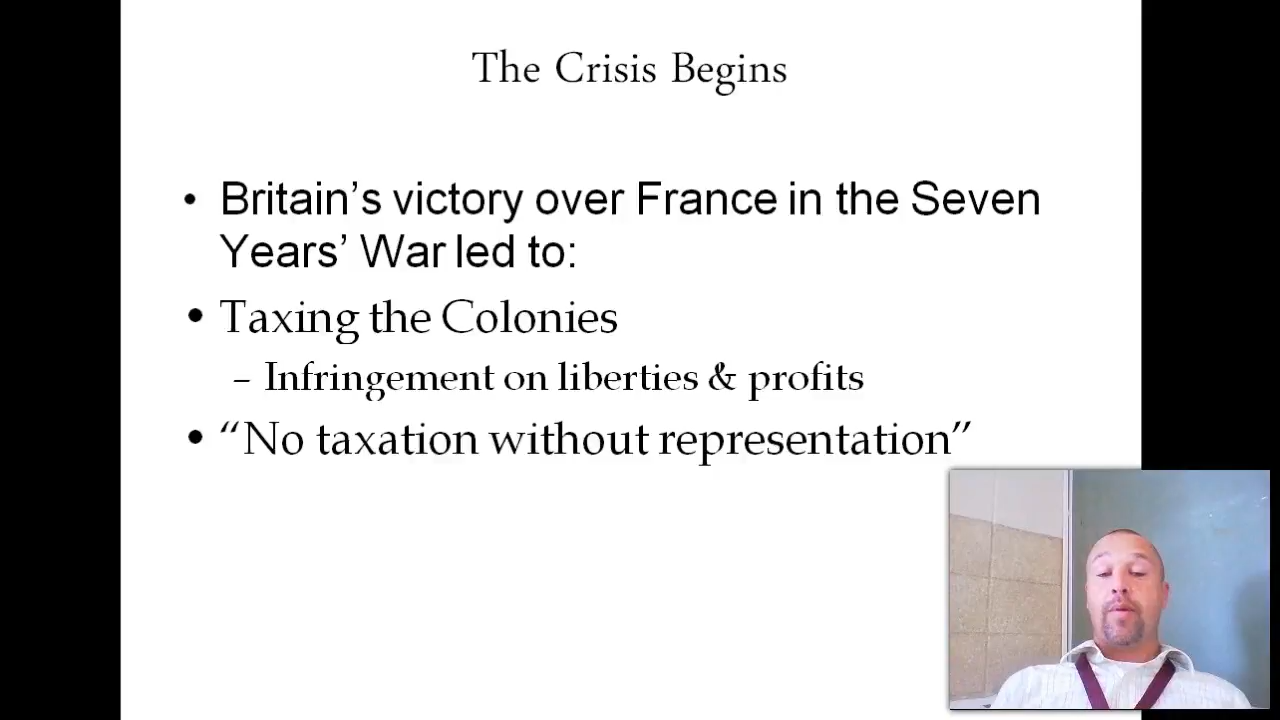 The Crisis Begins
• Britain’s victory over France in the Seven
Years’ War led to:
• Taxing the Colonies
– Infringement on liberties & profits
• “No taxation without representation”